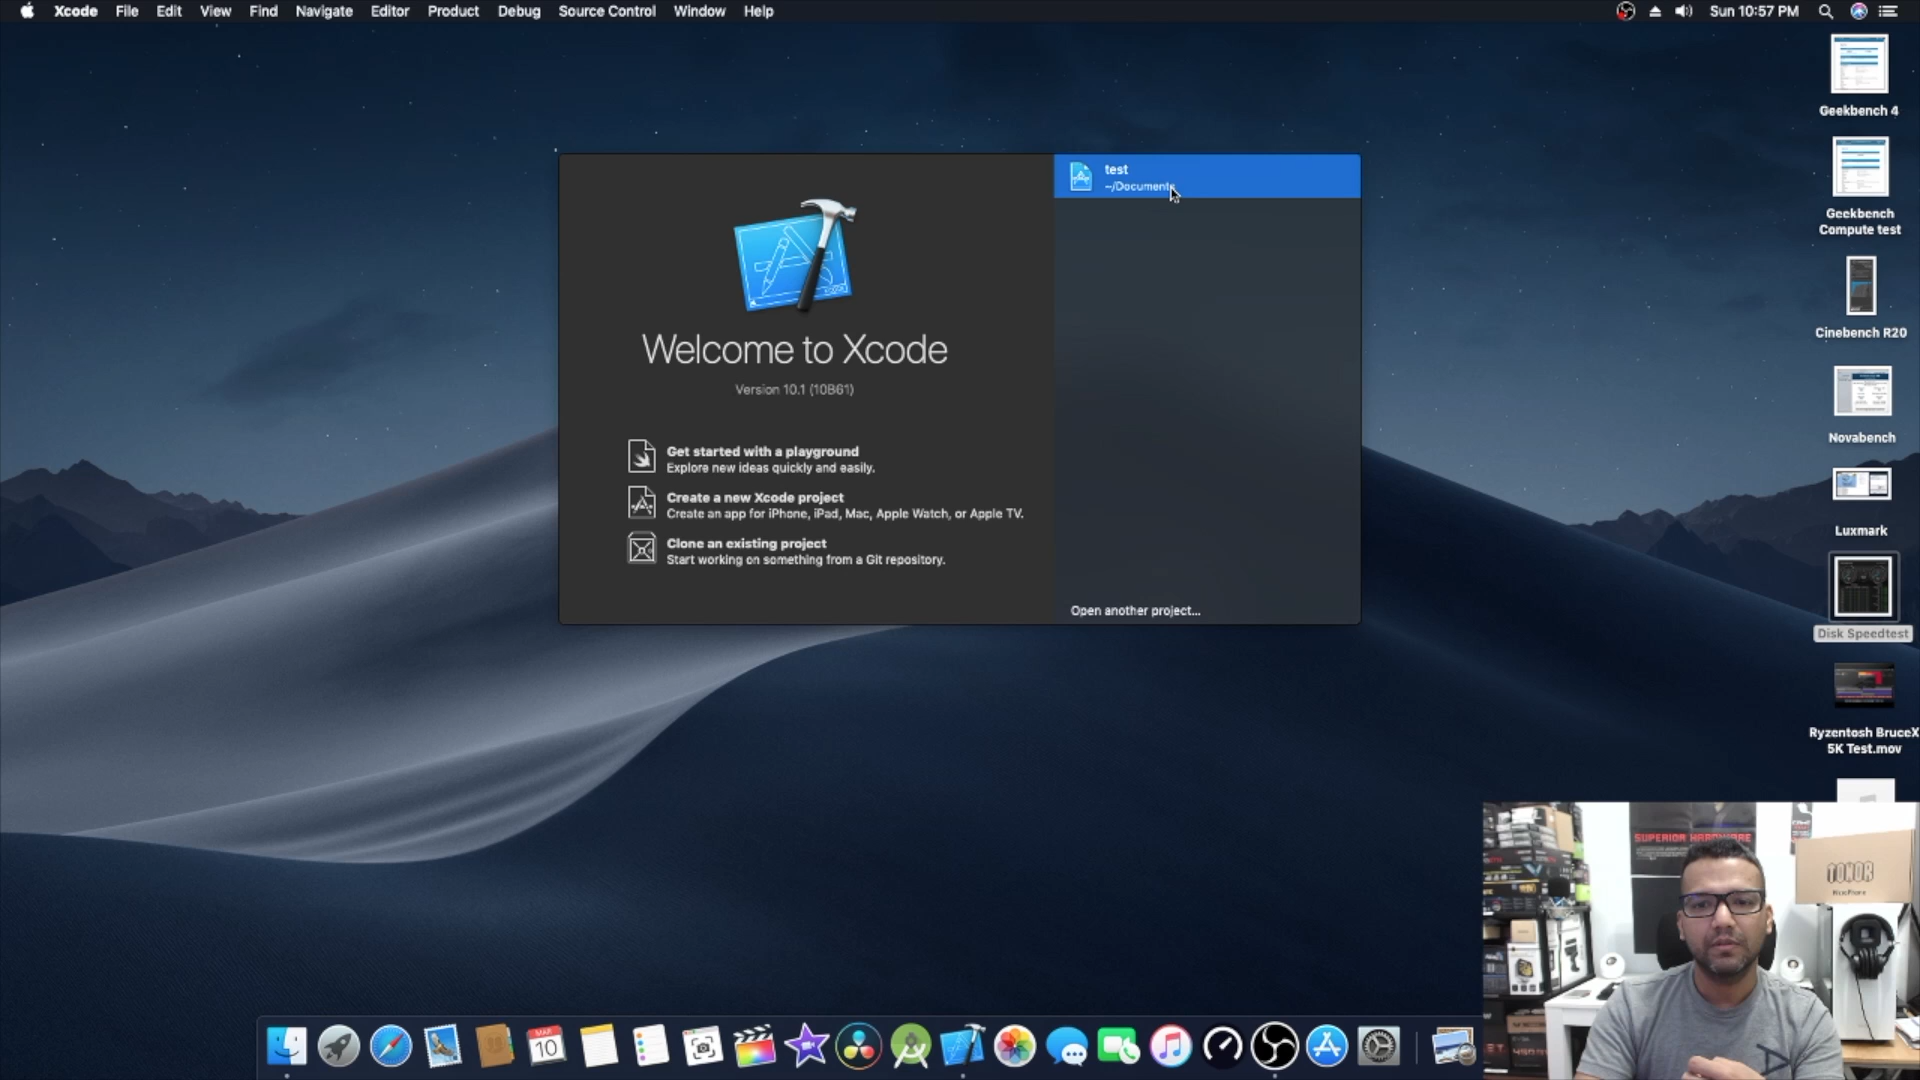 Xcode File Edit View Find Navigate Editor Product Debug Source Control Window Help
Sun 10:57 PM
test
~/Documents
Welcome to Xcode
Version 10.1 (10B61)
Get started with a playground
Explore new ideas quickly and easily.
Create a new Xcode project
Create an app for iPhone, iPad, Mac, Apple Watch, or Apple TV.
Clone an existing project
Start working on something from a Git repository.
Open another project...
Geekbench 4
Geekbench
Compute test
Cinebench R20
Novabench
Luxmark
Disk Speedtest
Ryzentosh BruceX
5K Test.mov
SUPERIOR HARDWARE
TONOR
MAR
10